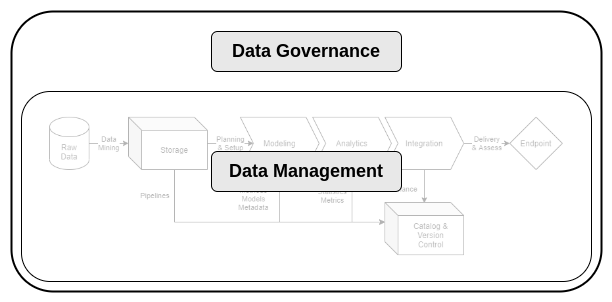 Data Governance
Raw
Data
Data
Mining
Storage
Planning
& Setup
Modeling
Analytics
Integration
Delivery
& Assess
Endpoint
Data Management
Pipelines
Models
Metadata
Metrics
Catalog &
Version
Control